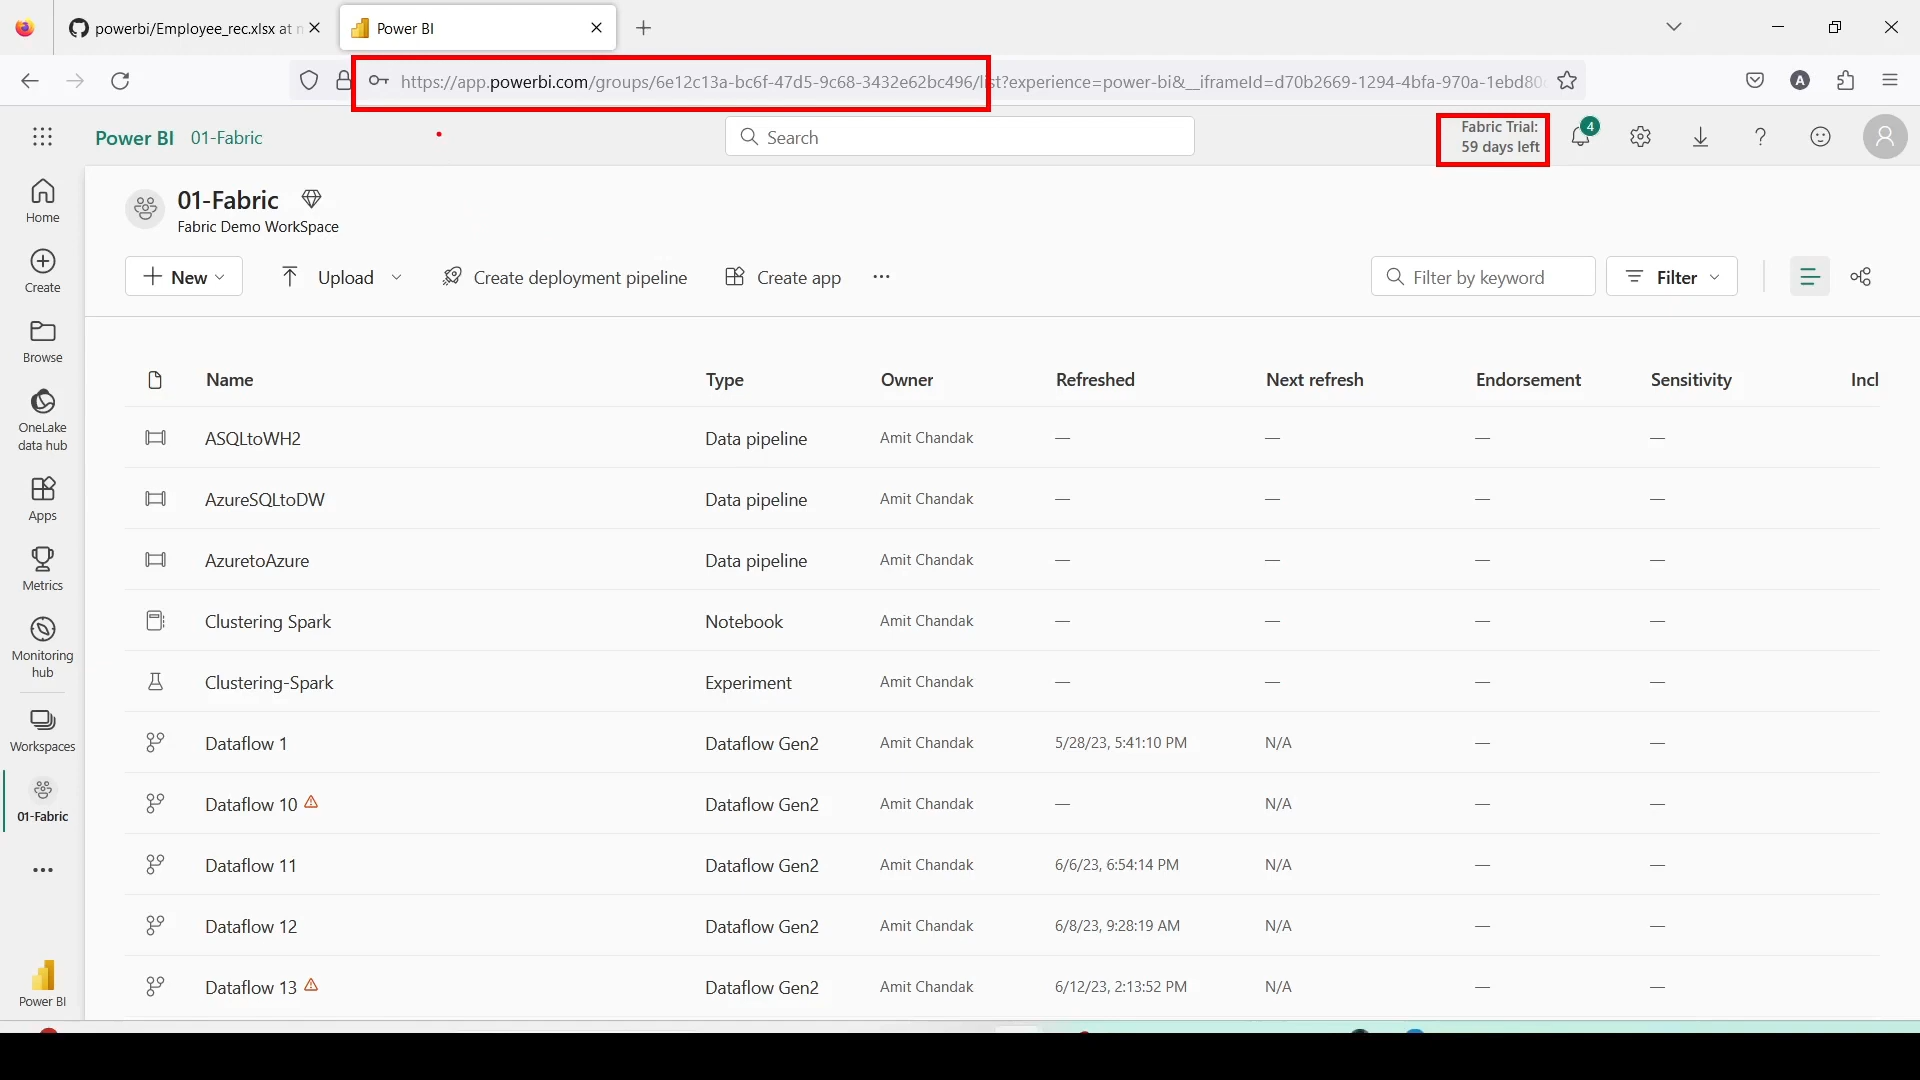 powerbi/Employee_rec.xlsx at
Power BI
https://app.powerbi.com/groups/6e12c13a-bc6f-47d5-9c68-3432e62bc496/list?experience=power-bi&__iframeId=d70b2669-1294-4bfa-970a-1ebd80
A
Power BI 01-Fabric
Search
Fabric Trial:
59 days left
4
Home
Create
Browse
OneLake
data hub
Apps
Metrics
Monitoring
hub
Workspaces
01-Fabric
Power BI
01-Fabric
Fabric Demo WorkSpace
New
Upload
Create deployment pipeline
Create app
Filter by keyword
Filter
Name Type Owner Refreshed Next refresh Endorsement Sensitivity Incl
ASQLtoWH2 Data pipeline Amit Chandak — — — —
AzureSQLtoDW Data pipeline Amit Chandak — — — —
AzuretoAzure Data pipeline Amit Chandak — — — —
Clustering Spark Notebook Amit Chandak — — — —
Clustering-Spark Experiment Amit Chandak — — — —
Dataflow 1 Dataflow Gen2 Amit Chandak 5/28/23, 5:41:10 PM N/A — —
Dataflow 10 Dataflow Gen2 Amit Chandak — N/A — —
Dataflow 11 Dataflow Gen2 Amit Chandak 6/6/23, 6:54:14 PM N/A — —
Dataflow 12 Dataflow Gen2 Amit Chandak 6/8/23, 9:28:19 AM N/A — —
Dataflow 13 Dataflow Gen2 Amit Chandak 6/12/23, 2:13:52 PM N/A — —